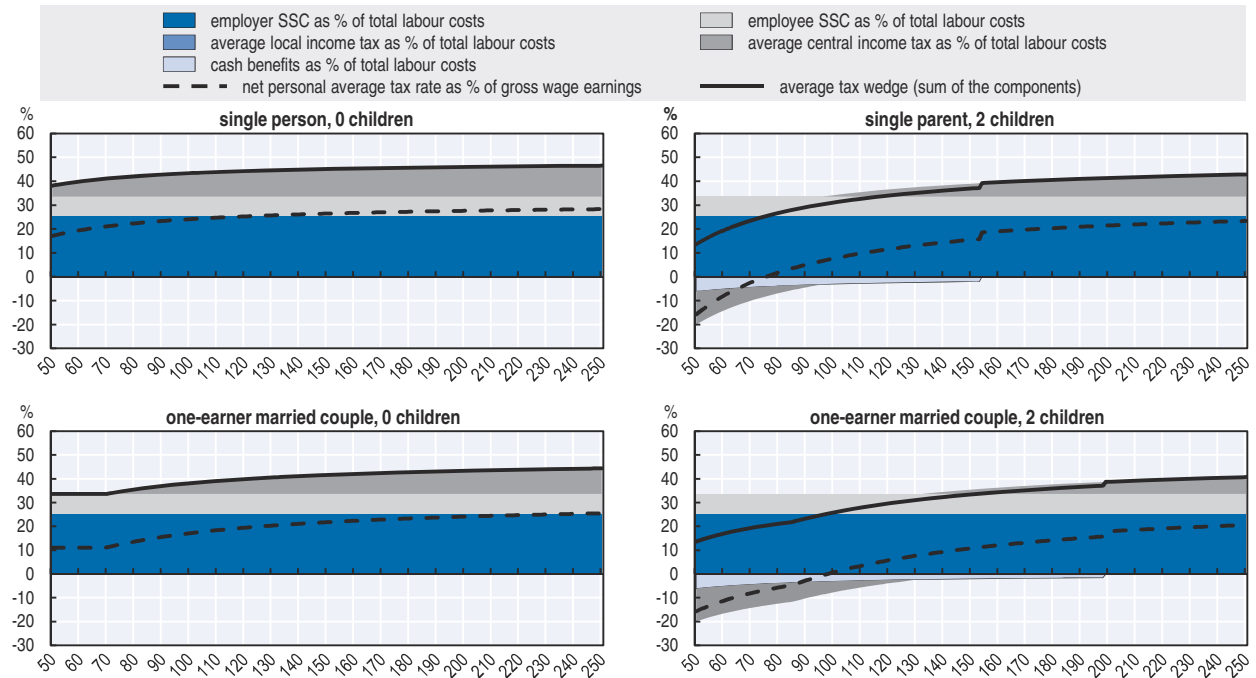 employer SSC as % of total labour costs
employee SSC as % of total labour costs
average local income tax as % of total labour costs
average central income tax as % of total labour costs
cash benefits as % of total labour costs
net personal average tax rate as % of gross wage earnings
average tax wedge (sum of the components)
%
single person, 0 children
60
50
40
30
20
10
0
-10
-20
-30
50 60 70 80 90 100 110 120 130 140 150 160 170 180 190 200 210 220 230 240 250
%
single parent, 2 children
60
50
40
30
20
10
0
-10
-20
-30
50 60 70 80 90 100 110 120 130 140 150 160 170 180 190 200 210 220 230 240 250
%
one-earner married couple, 0 children
60
50
40
30
20
10
0
-10
-20
-30
50 60 70 80 90 100 110 120 130 140 150 160 170 180 190 200 210 220 230 240 250
%
one-earner married couple, 2 children
60
50
40
30
20
10
0
-10
-20
-30
50 60 70 80 90 100 110 120 130 140 150 160 170 180 190 200 210 220 230 240 250